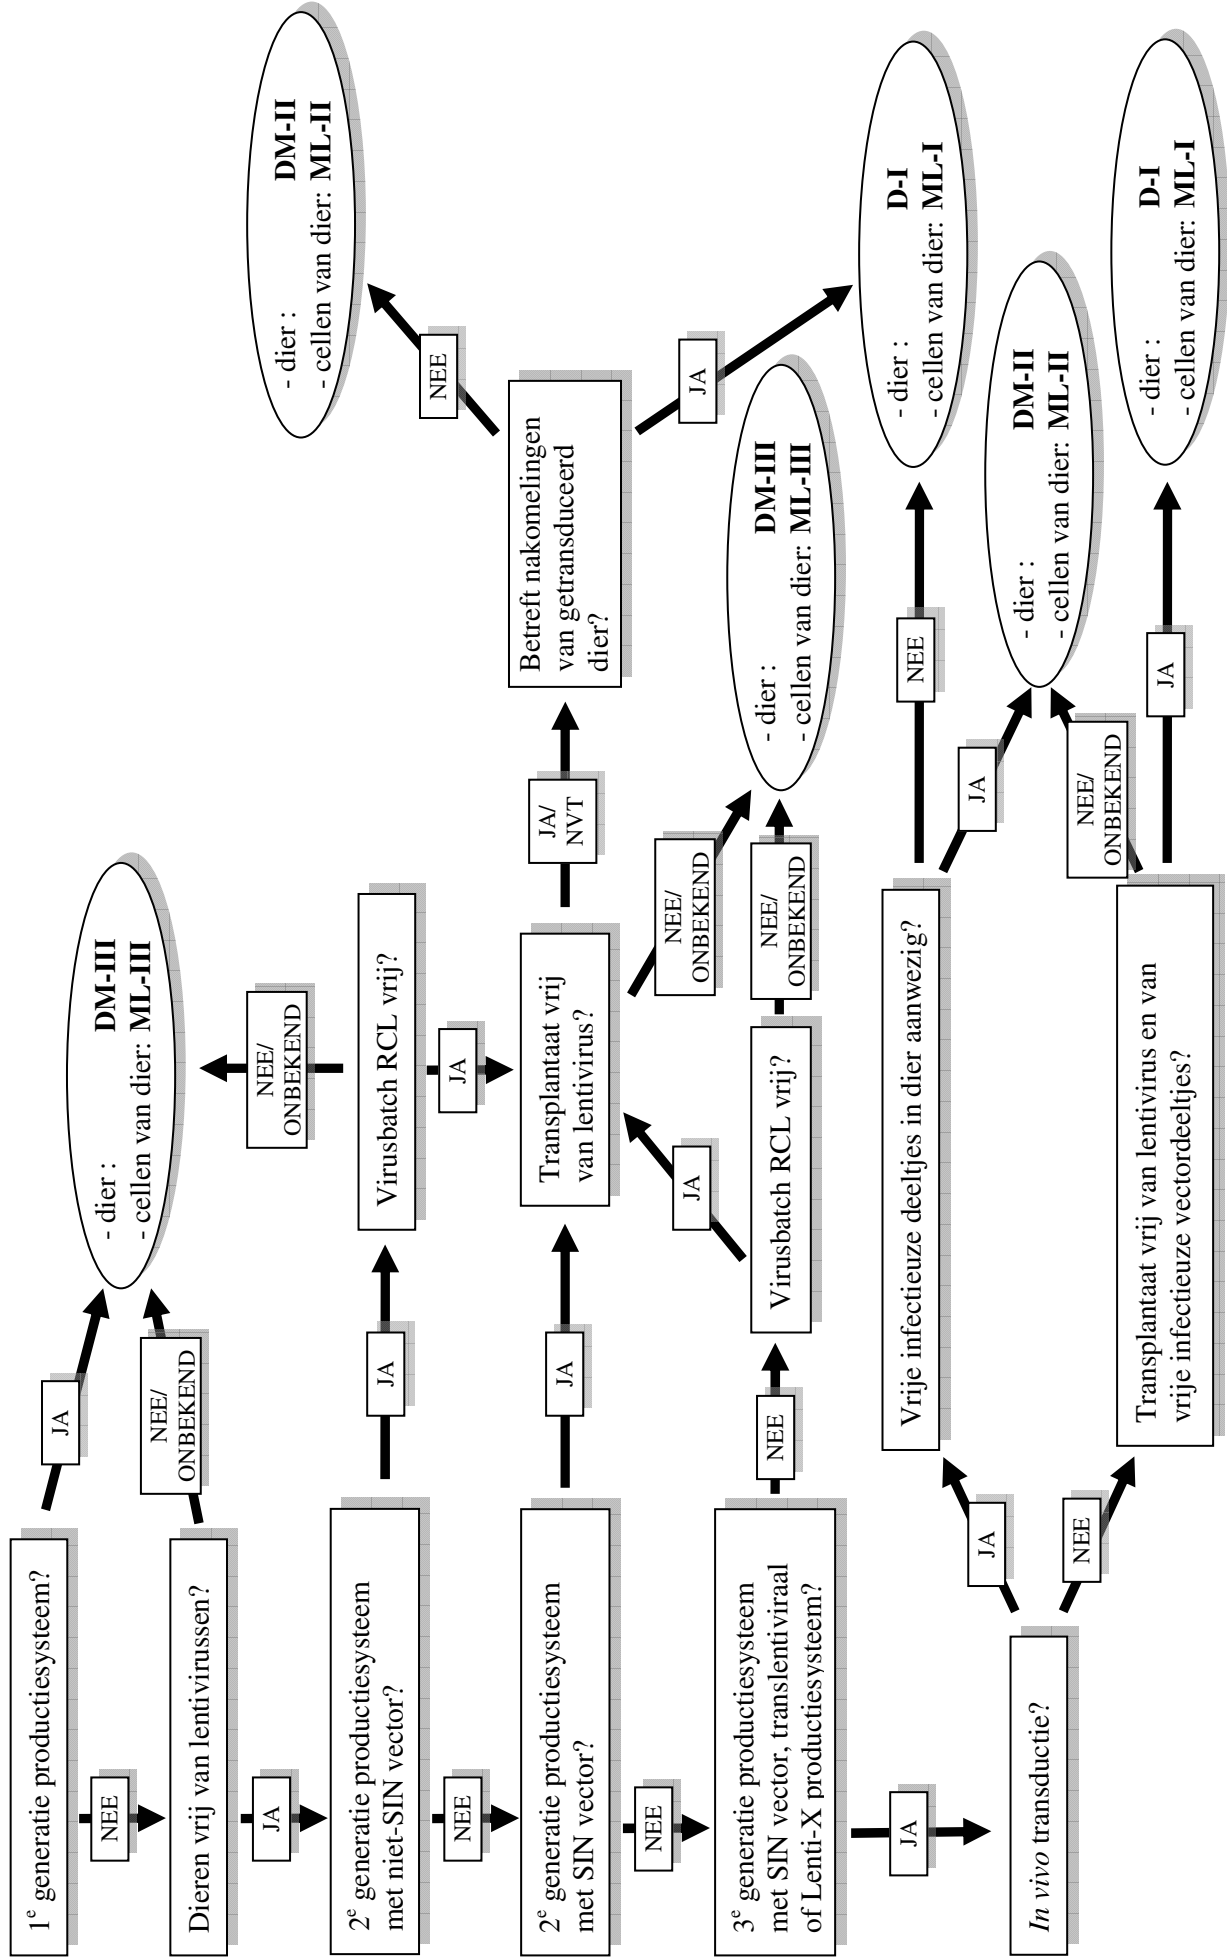 1e generatie productiesysteem?
JA
- dier : DM-III
- cellen van dier: ML-III
NEE
NEE/
ONBEKEND
Dieren vrij van lentivirussen?
JA
2e generatie productiesysteem
met niet-SIN vector?
JA
Virusbatch RCL vrij?
NEE/
ONBEKEND
JA
NEE
2e generatie productiesysteem
met SIN vector?
JA
Transplantaat vrij
van lentivirus?
JA/
NVT
Betreft nakomelingen
van getransduceerd
dier?
NEE
- dier : DM-II
- cellen van dier: ML-II
JA
NEE/
ONBEKEND
- dier : DM-III
- cellen van dier: ML-III
NEE
3e generatie productiesysteem
met SIN vector, translentiviraal
of Lenti-X productiesysteem?
NEE
Virusbatch RCL vrij?
JA
NEE/
ONBEKEND
JA
In vivo transductie?
JA
Vrije infectieuze deeltjes in dier aanwezig?
NEE
- dier : D-I
- cellen van dier: ML-I
JA
- dier : DM-II
- cellen van dier: ML-II
NEE
Transplantaat vrij van lentivirus en van
vrije infectieuze vectordeeltjes?
NEE/
ONBEKEND
JA
- dier : D-I
- cellen van dier: ML-I